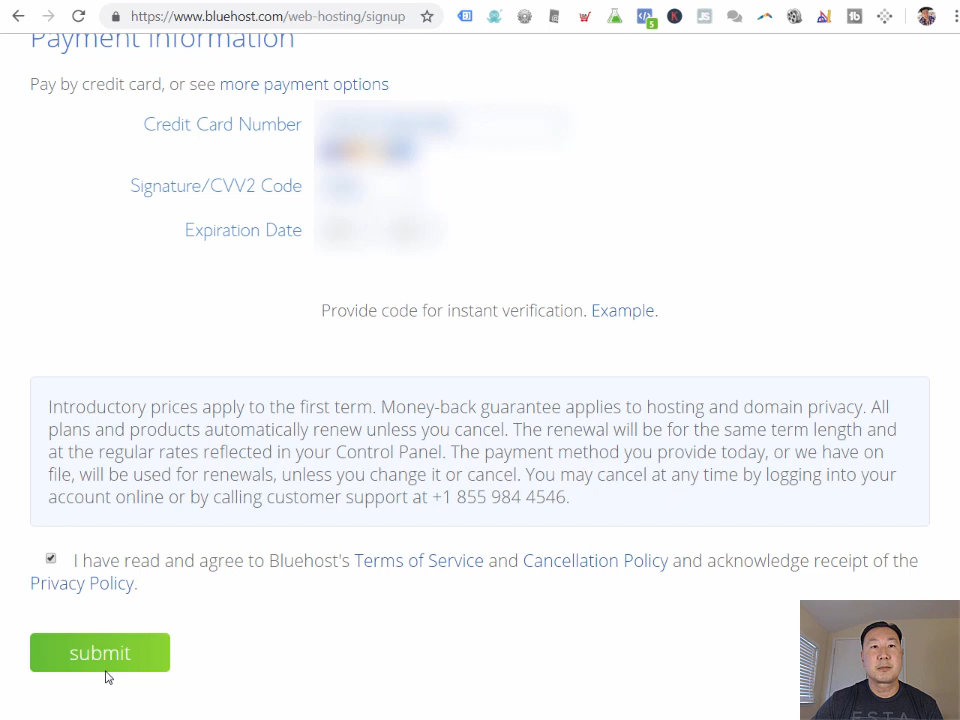 https://www.bluehost.com/web-hosting/signup
Payment Information
Pay by credit card, or see more payment options
Credit Card Number
Signature/CVV2 Code
Expiration Date
Provide code for instant verification. Example.
Introductory prices apply to the first term. Money-back guarantee applies to hosting and domain privacy. All
plans and products automatically renew unless you cancel. The renewal will be for the same term length and
at the regular rates reflected in your Control Panel. The payment method you provide today, or we have on
file, will be used for renewals, unless you change it or cancel. You may cancel at any time by logging into your
account online or by calling customer support at +1 855 984 4546.
I have read and agree to Bluehost's Terms of Service and Cancellation Policy and acknowledge receipt of the
Privacy Policy.
submit